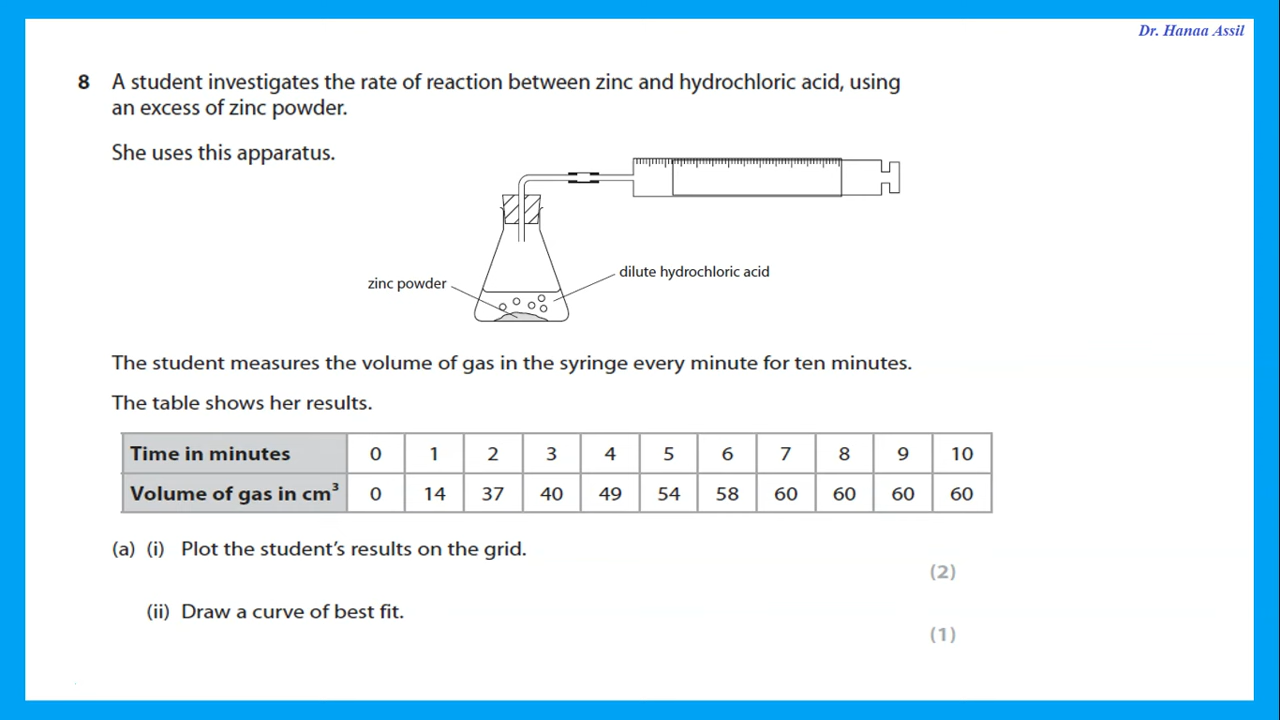 Dr. Hanaa Assil
8 A student investigates the rate of reaction between zinc and hydrochloric acid, using
an excess of zinc powder.
She uses this apparatus.
zinc powder
dilute hydrochloric acid
The student measures the volume of gas in the syringe every minute for ten minutes.
The table shows her results.
Time in minutes 0 1 2 3 4 5 6 7 8 9 10
Volume of gas in cm³ 0 14 37 40 49 54 58 60 60 60 60
(a) (i) Plot the student's results on the grid.
(2)
(ii) Draw a curve of best fit.
(1)